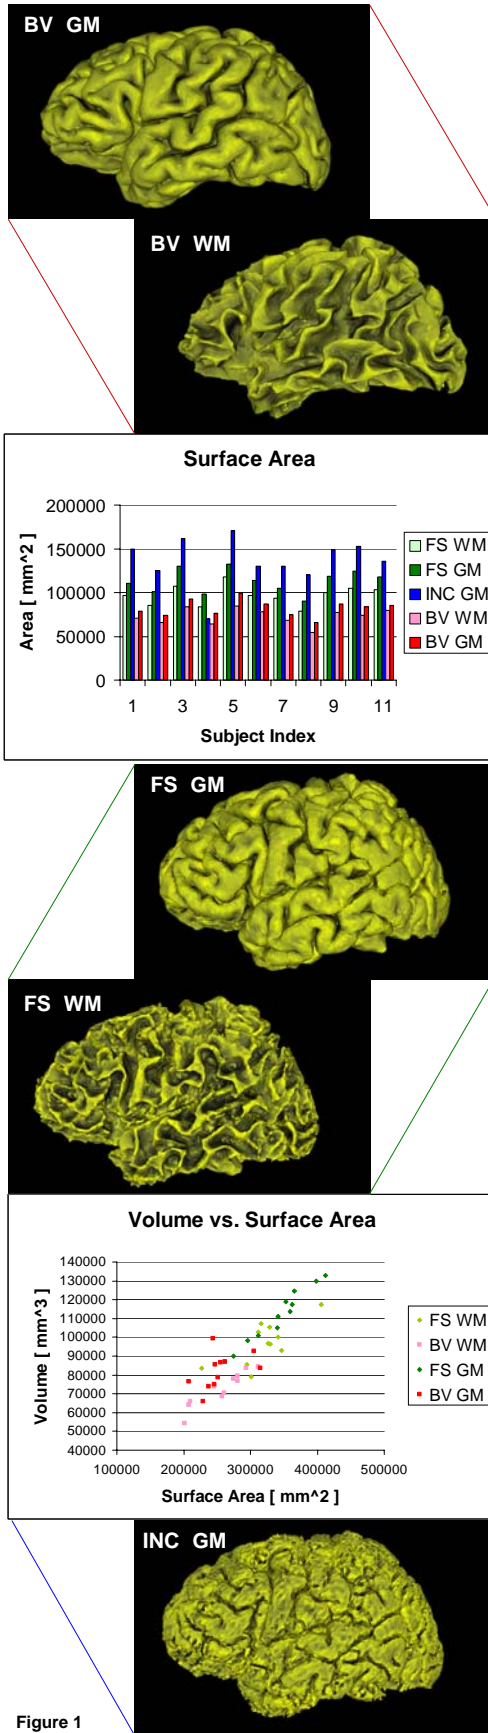 BV GM
BV WM
Surface Area
200000
150000
100000
50000
0
Area [ mm^2 ]
1 3 5 7 9 11
Subject Index
FS WM
FS GM
INC GM
BV WM
BV GM
FS GM
FS WM
Volume vs. Surface Area
140000
130000
120000
110000
100000
90000
80000
70000
60000
50000
40000
Volume [ mm^3 ]
100000 200000 300000 400000 500000
Surface Area [ mm^2 ]
FS WM
BV WM
FS GM
BV GM
INC GM
Figure 1